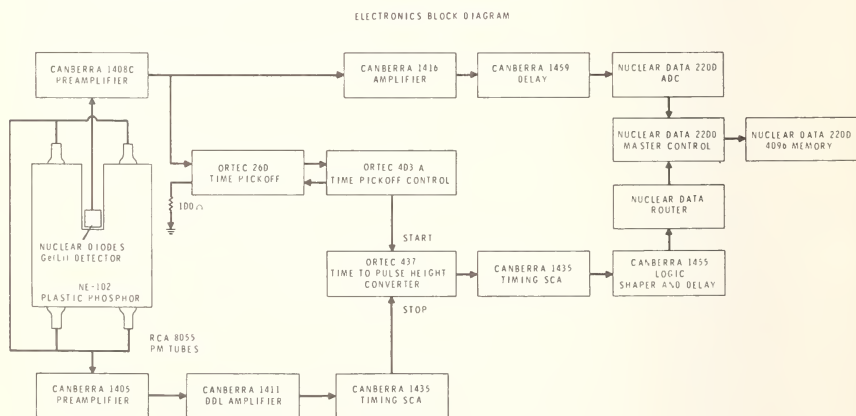 ELECTRONICS BLOCK DIAGRAM
CANBERRA 1408C
PREAMPLIFIER
CANBERRA 1416
AMPLIFIER
CANBERRA 1459
DELAY
NUCLEAR DATA 2200
ADC
NUCLEAR DATA 2200
MASTER CONTROL
NUCLEAR DATA 2200
4096 MEMORY
ORTEC 260
TIME PICKOFF
ORTEC 403 A
TIME PICKOFF CONTROL
100 Ω
NUCLEAR DATA
ROUTER
NUCLEAR DIODES
Ge(Li) DETECTOR
START
NE-102
PLASTIC PHOSPHOR
ORTEC 437
TIME TO PULSE HEIGHT
CONVERTER
CANBERRA 1435
TIMING SCA
CANBERRA 1455
LOGIC
SHAPER AND DELAY
STOP
RCA 8055
PM TUBES
CANBERRA 1405
PREAMPLIFIER
CANBERRA 1411
DDL AMPLIFIER
CANBERRA 1435
TIMING SCA